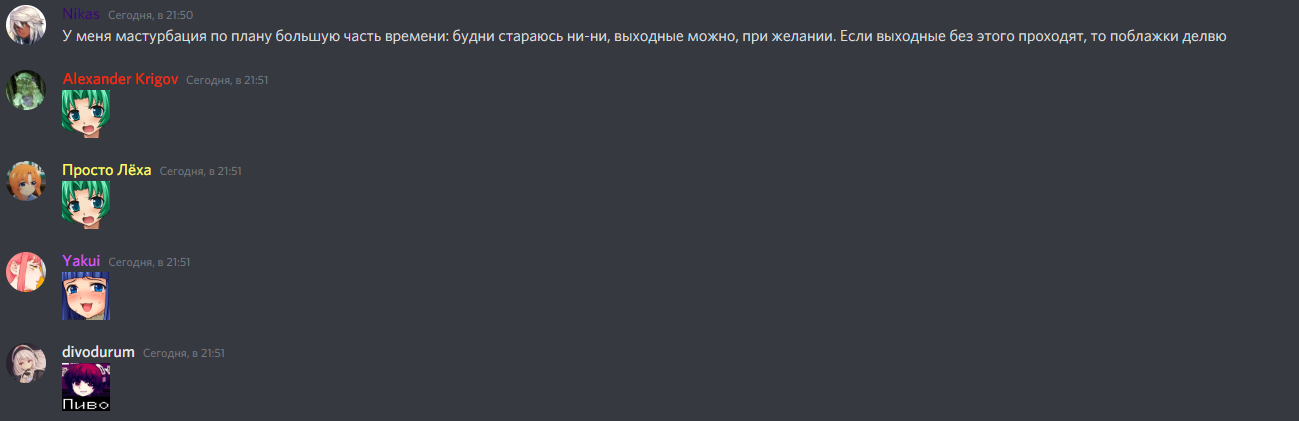 Nikas Сегодня, в 21:50
У меня мастурбация по плану большую часть времени: будни стараюсь ни-ни, выходные можно, при желании. Если выходные без этого проходят, то поблажки делвю
Alexander Krigov Сегодня, в 21:51
Просто Лёха Сегодня, в 21:51
Yakui Сегодня, в 21:51
divodurum Сегодня, в 21:51
Пиво